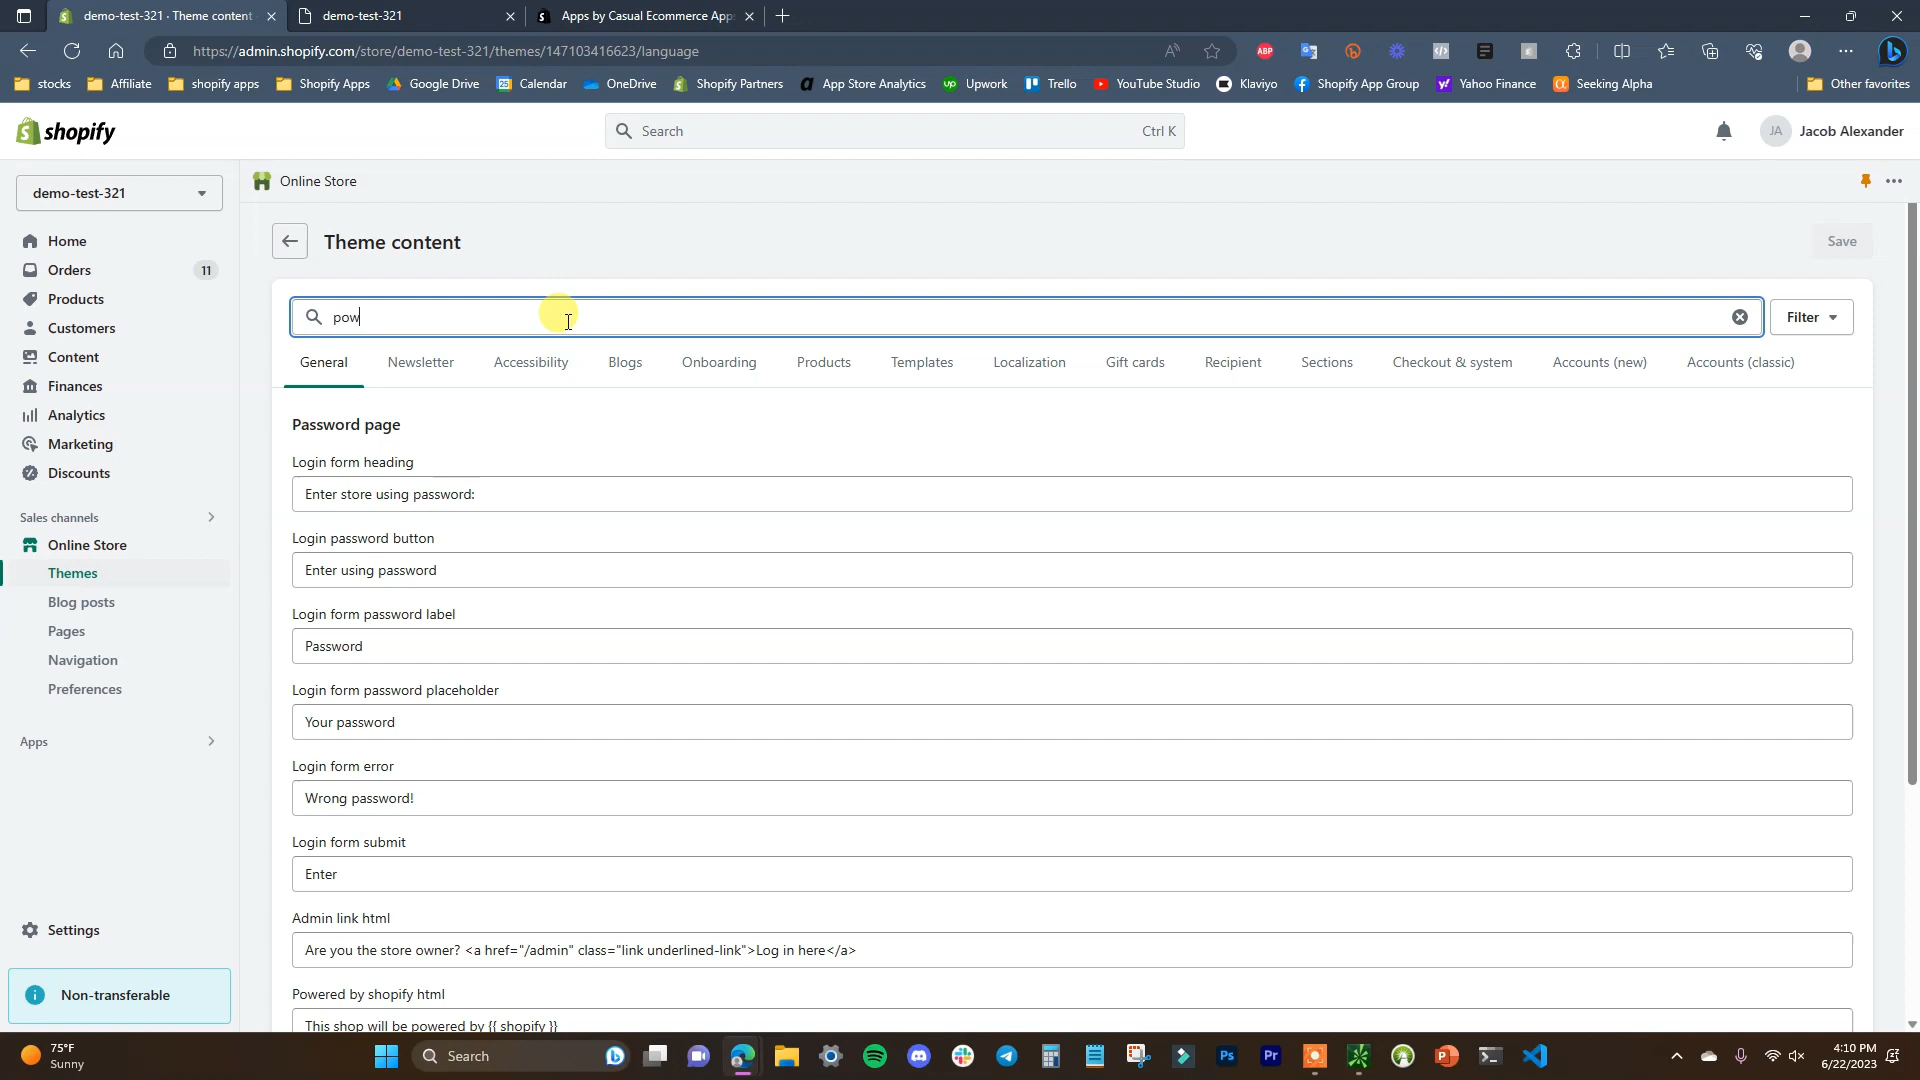 demo-test-321 · Theme content
demo-test-321
Apps by Casual Ecommerce App
https://admin.shopify.com/store/demo-test-321/themes/147103416623/language
stocks
Affiliate
shopify apps
Shopify Apps
Google Drive
Calendar
OneDrive
Shopify Partners
App Store Analytics
Upwork
Trello
YouTube Studio
Klaviyo
Shopify App Group
Yahoo Finance
Seeking Alpha
Other favorites
shopify
Search
Ctrl K
JA
Jacob Alexander
demo-test-321
Online Store
Home
Orders
11
Products
Customers
Content
Finances
Analytics
Marketing
Discounts
Sales channels
Online Store
Themes
Blog posts
Pages
Navigation
Preferences
Apps
Settings
Non-transferable
Theme content
Save
pow
Filter
General
Newsletter
Accessibility
Blogs
Onboarding
Products
Templates
Localization
Gift cards
Recipient
Sections
Checkout & system
Accounts (new)
Accounts (classic)
Password page
Login form heading
Enter store using password:
Login password button
Enter using password
Login form password label
Password
Login form password placeholder
Your password
Login form error
Wrong password!
Login form submit
Enter
Admin link html
Are you the store owner? <a href="/admin" class="link underlined-link">Log in here</a>
Powered by shopify html
This shop will be powered by {{ shopify }}
75°F
Sunny
Search
4:10 PM
6/22/2023